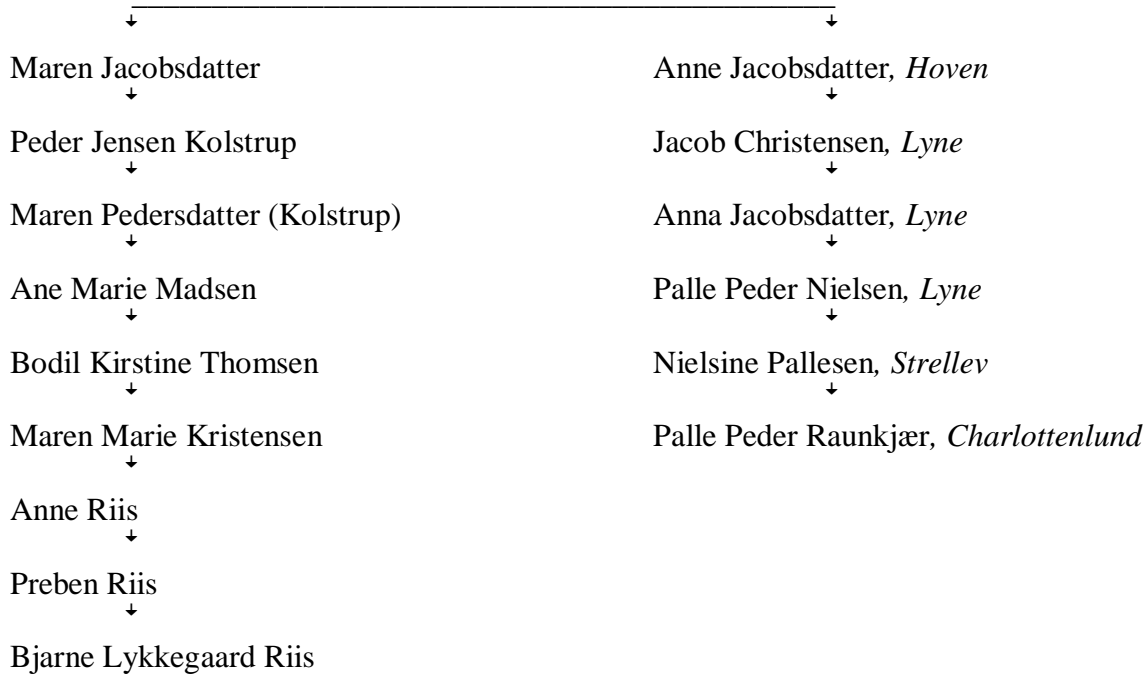 Maren Jacobsdatter Anne Jacobsdatter, Hoven
Peder Jensen Kolstrup Jacob Christensen, Lyne
Maren Pedersdatter (Kolstrup) Anna Jacobsdatter, Lyne
Ane Marie Madsen Palle Peder Nielsen, Lyne
Bodil Kirstine Thomsen Nielsine Pallesen, Strellev
Maren Marie Kristensen Palle Peder Raunkjær, Charlottenlund
Anne Riis
Preben Riis
Bjarne Lykkegaard Riis